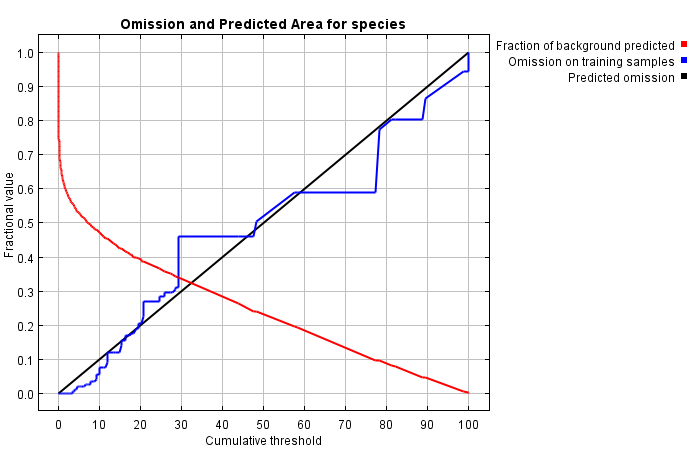 Omission and Predicted Area for species
Fraction of background predicted
Omission on training samples
Predicted omission
Fractional value
1.0
0.9
0.8
0.7
0.6
0.5
0.4
0.3
0.2
0.1
0.0
0 10 20 30 40 50 60 70 80 90 100
Cumulative threshold